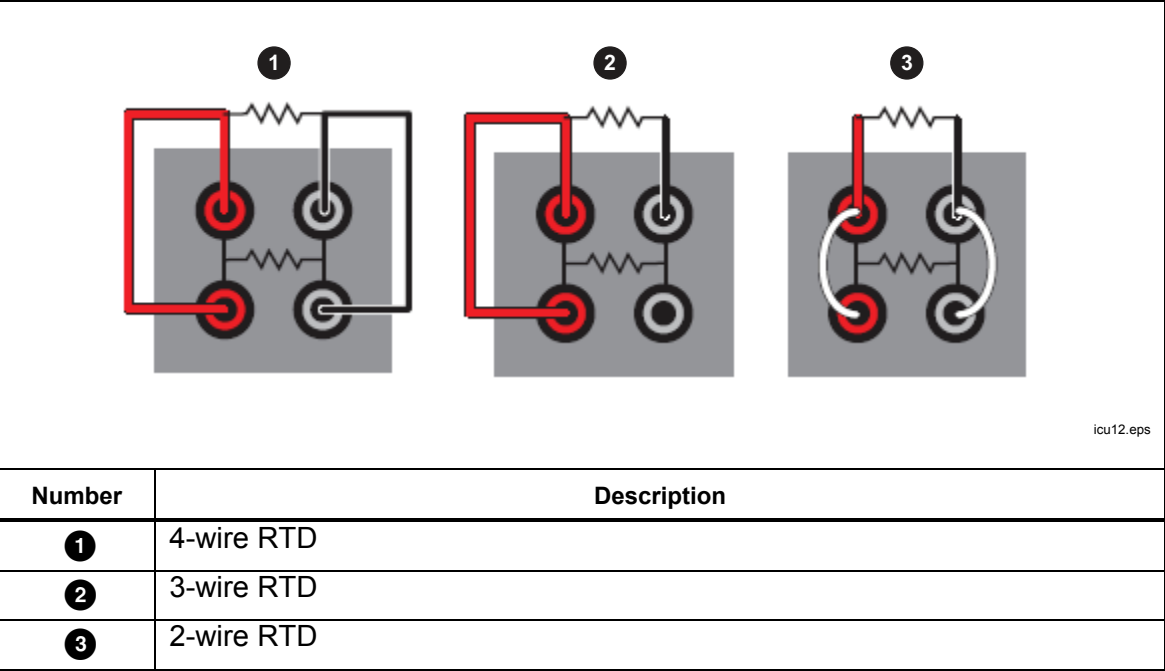 1 2 3
icu12.eps
Number Description
1 4-wire RTD
2 3-wire RTD
3 2-wire RTD